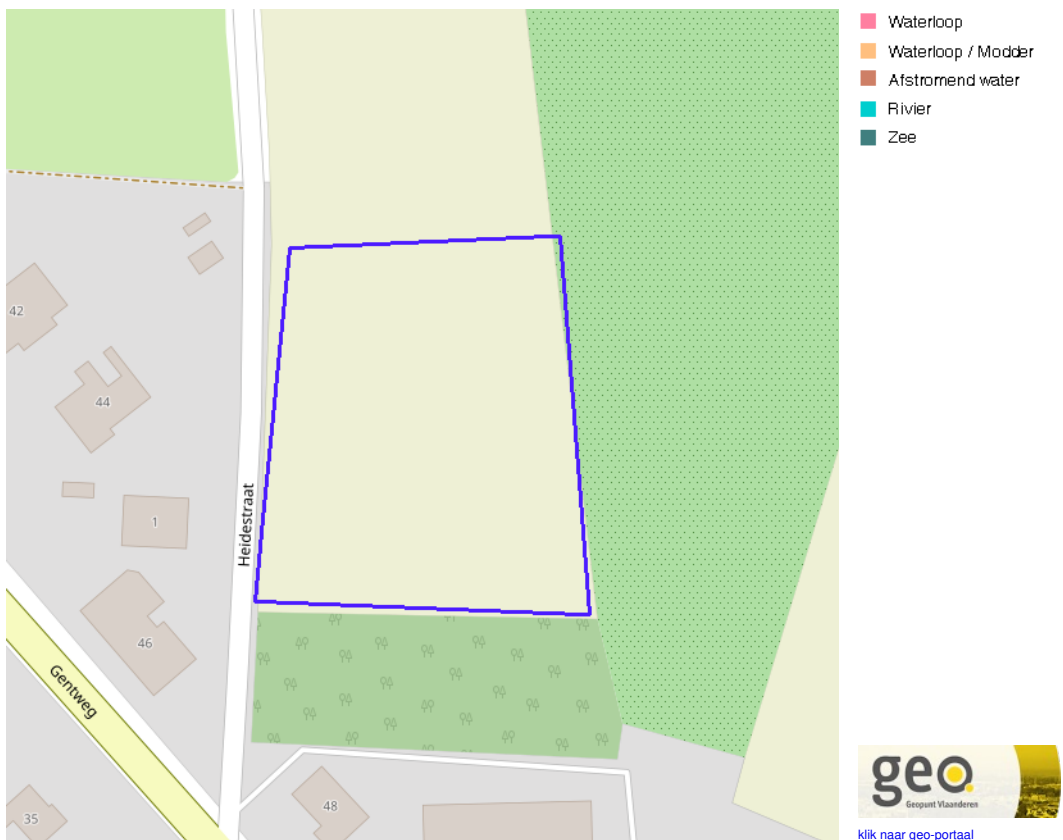 Waterloop
Waterloop / Modder
Afstromend water
Rivier
Zee
42
44
1
Heidestraat
46
Gentweg
48
35
geo
Geopunt Vlaanderen
klik naar geo-portaal